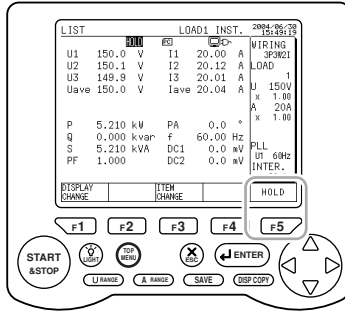 LIST LOAD1 INST. 2004/06/30
HOLD PC 15:49:19
U1 150.0 V I1 20.00 A
U2 150.1 V I2 20.12 A
U3 149.9 V I3 20.01 A
Uave 150.0 V Iave 20.04 A
P 5.210 kW PA 0.0 °
Q 0.000 kvar f 60.00 Hz
S 5.210 kVA DC1 0.0 mV
PF 1.000 DC2 0.0 mV
WIRING
3P3W2I
LOAD
1
U 150V
x 1.00
A 20A
x 1.00
PLL
U1 60Hz
INTER.
DISPLAY CHANGE
ITEM CHANGE
HOLD
F1 F2 F3 F4 F5
START &STOP
LIGHT
TOP MENU
ESC
ENTER
U RANGE
A RANGE
SAVE
DISP COPY